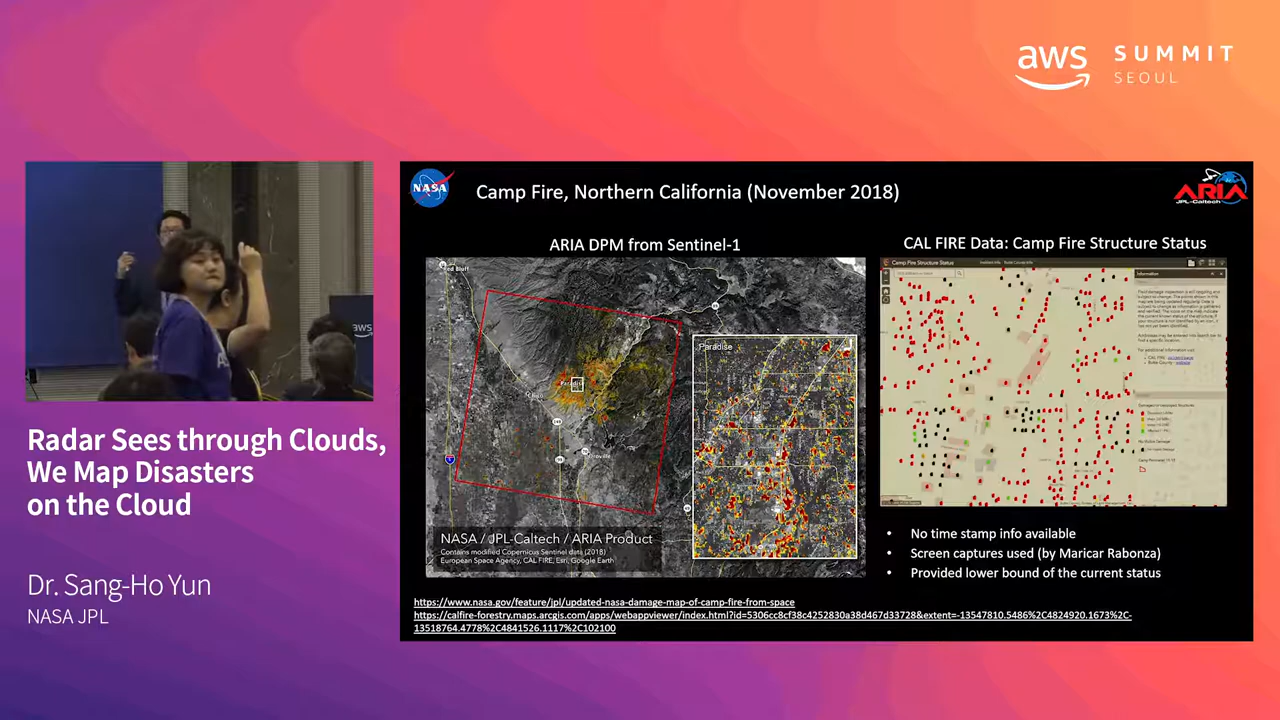 aws SUMMIT
SEOUL
NASA
Camp Fire, Northern California (November 2018)
ARIA
JPL-Caltech
ARIA DPM from Sentinel-1
CAL FIRE Data: Camp Fire Structure Status
Camp Fire Structure Status
Information
Paradise
Paradise
Oroville
NASA / JPL-Caltech / ARIA Product
Contains modified Copernicus Sentinel data (2018)
European Space Agency, CAL FIRE, Esri, Google Earth
• No time stamp info available
• Screen captures used (by Maricar Rabonza)
• Provided lower bound of the current status
https://www.nasa.gov/feature/jpl/updated-nasa-damage-map-of-camp-fire-from-space
https://calfire-forestry.maps.arcgis.com/apps/webappviewer/index.html?id=5306cc8cf38c4252830a38d467d33728&extent=-13547810.5486%2C4824920.1673%2C-
13518764.4778%2C4841526.1117%2C102100
aws
Radar Sees through Clouds,
We Map Disasters
on the Cloud
Dr. Sang-Ho Yun
NASA JPL